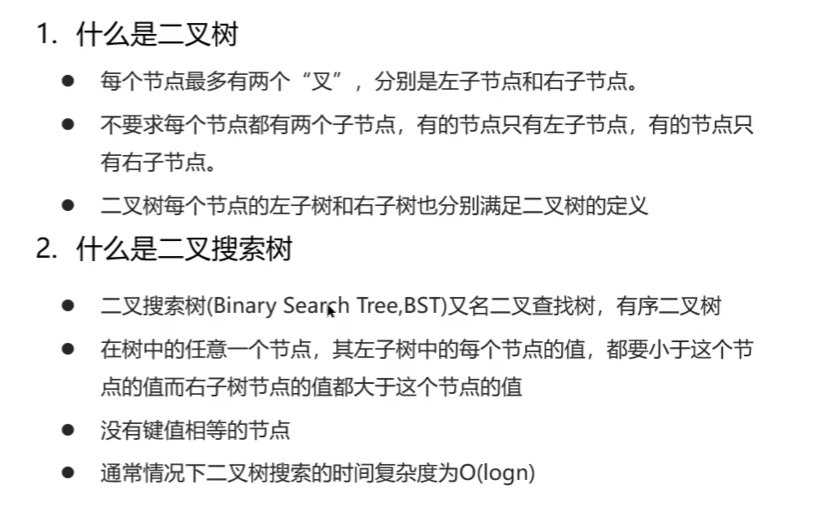 1. 什么是二叉树
● 每个节点最多有两个“叉”，分别是左子节点和右子节点。
● 不要求每个节点都有两个子节点，有的节点只有左子节点，有的节点只
有右子节点。
● 二叉树每个节点的左子树和右子树也分别满足二叉树的定义
2. 什么是二叉搜索树
● 二叉搜索树(Binary Search Tree,BST)又名二叉查找树，有序二叉树
● 在树中的任意一个节点，其左子树中的每个节点的值，都要小于这个节
点的值而右子树节点的值都大于这个节点的值
● 没有键值相等的节点
● 通常情况下二叉树搜索的时间复杂度为O(logn)